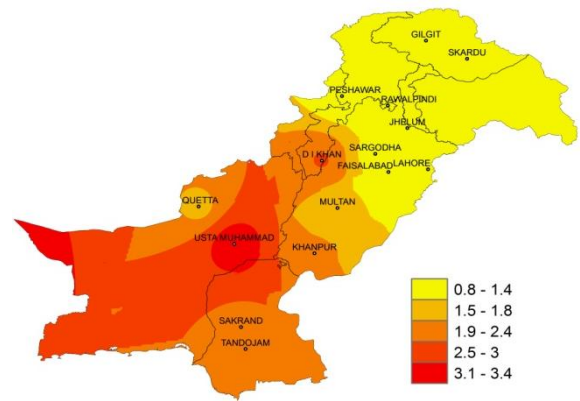 GILGIT
SKARDU
PESHAWAR
RAWALPINDI
JHELUM
SARGODHA
D I KHAN
FAISALABAD
LAHORE
QUETTA
MULTAN
USTA MUHAMMAD
KHANPUR
SAKRAND
TANDOJAM
0.8 - 1.4
1.5 - 1.8
1.9 - 2.4
2.5 - 3
3.1 - 3.4